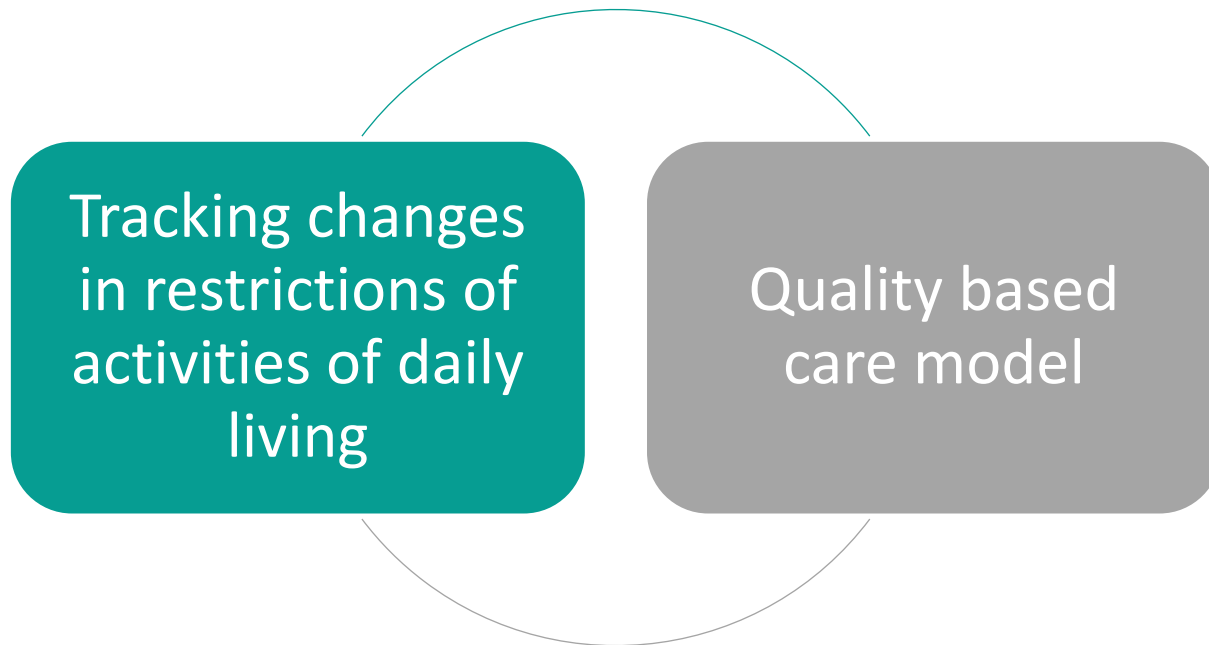 Tracking changes
in restrictions of
activities of daily
living
Quality based
care model